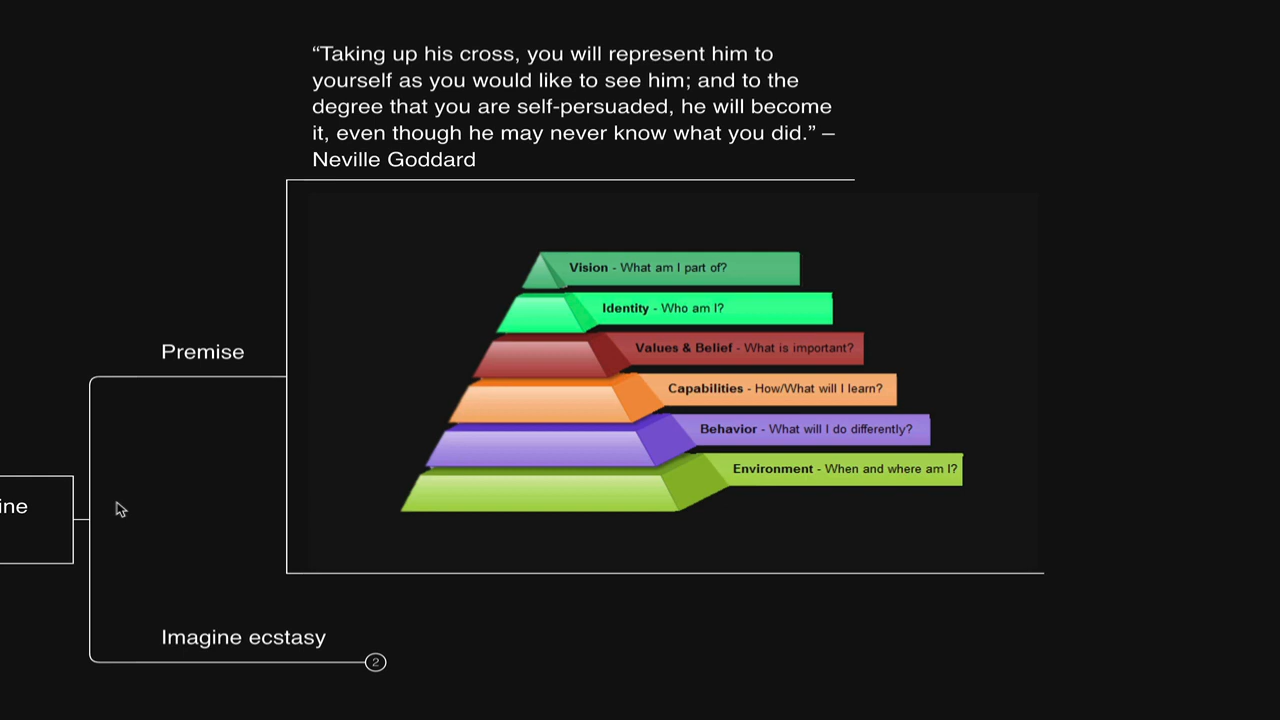 “Taking up his cross, you will represent him to
yourself as you would like to see him; and to the
degree that you are self-persuaded, he will become
it, even though he may never know what you did.” –
Neville Goddard
Vision - What am I part of?
Identity - Who am I?
Values & Belief - What is important?
Premise
Capabilities - How/What will I learn?
Behavior - What will I do differently?
Environment - When and where am I?
ine
Imagine ecstasy
2